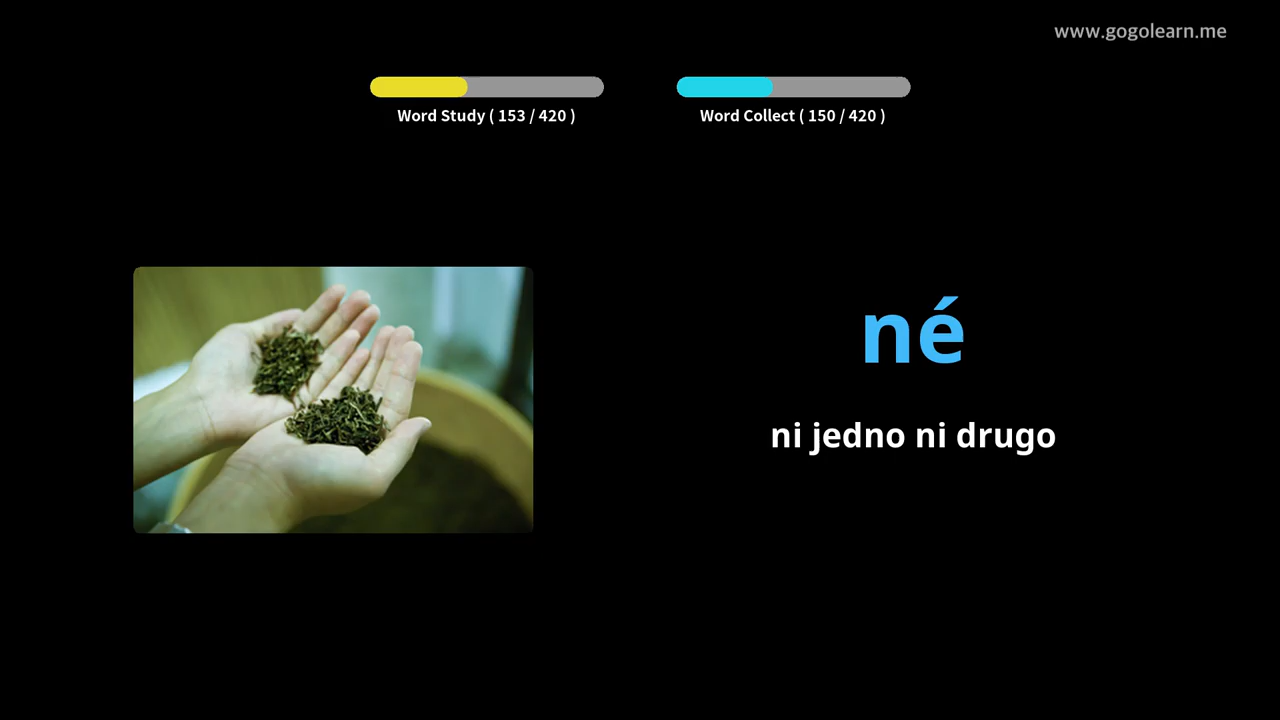 www.gogolearn.me
Word Study ( 153 / 420 )
Word Collect ( 150 / 420 )
né
ni jedno ni drugo